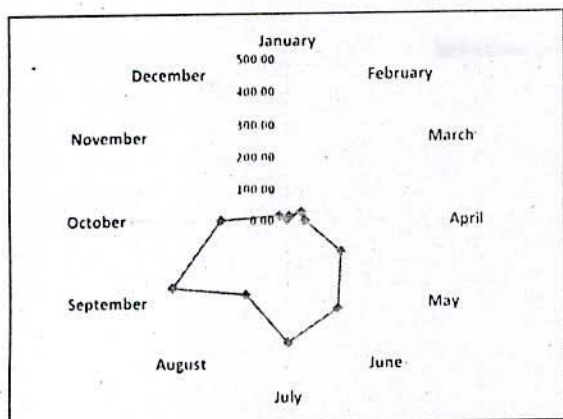 January
500.00
December
February
400.00
300.00
November
March
200.00
100.00
October
0.00
April
September
May
August
June
July